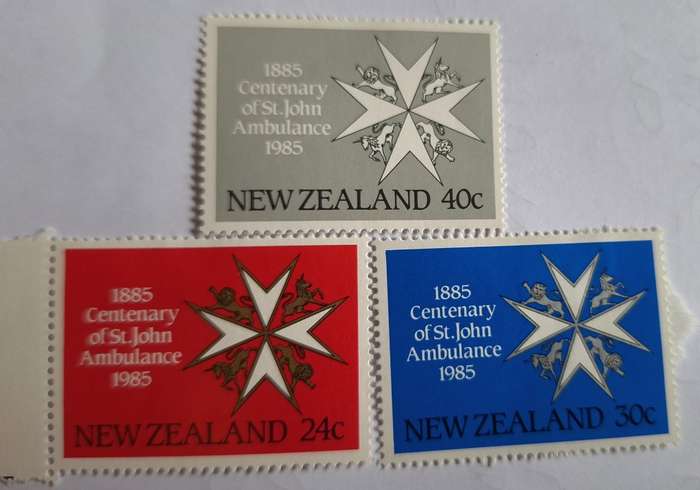 1885
Centenary
of St.John
Ambulance
1985
NEW ZEALAND 40c
1885
Centenary
of St.John
Ambulance
1985
NEW ZEALAND 24c
1885
Centenary
of St.John
Ambulance
1985
NEW ZEALAND 30c